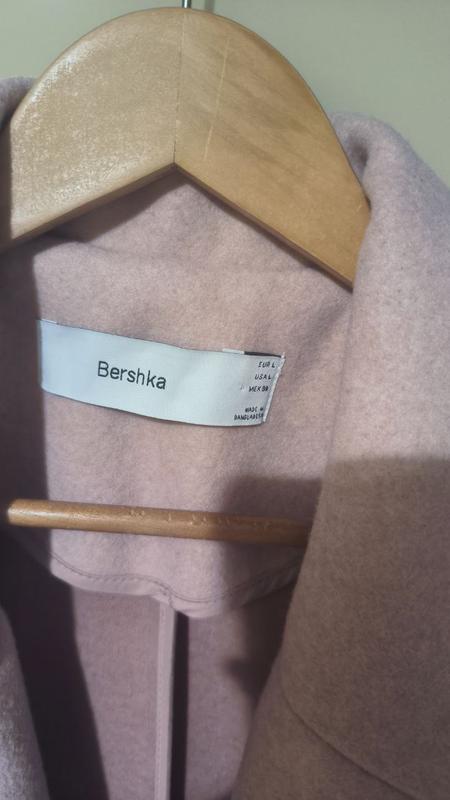 Bershka
EUR L
USA L
MEX 30
MADE IN
BANGLADESH